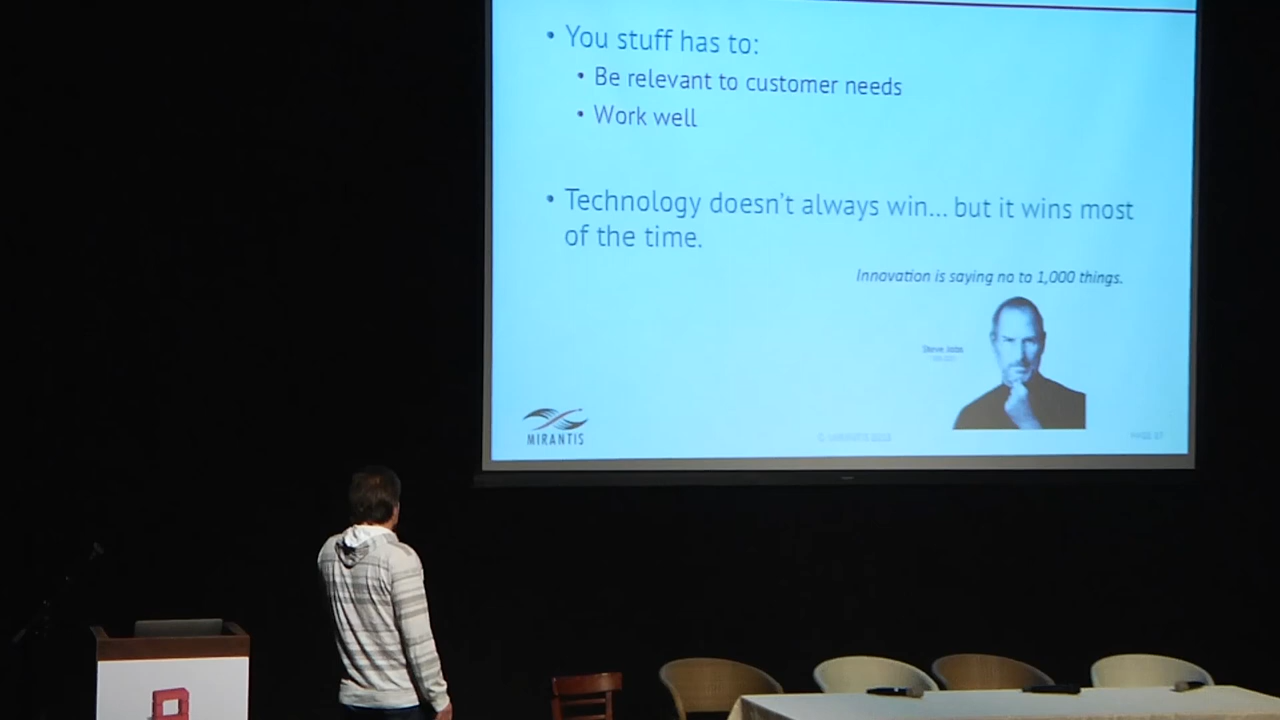 • You stuff has to:
• Be relevant to customer needs
• Work well
• Technology doesn't always win... but it wins most
of the time.
Innovation is saying no to 1,000 things.
Steve Jobs
MIRANTIS